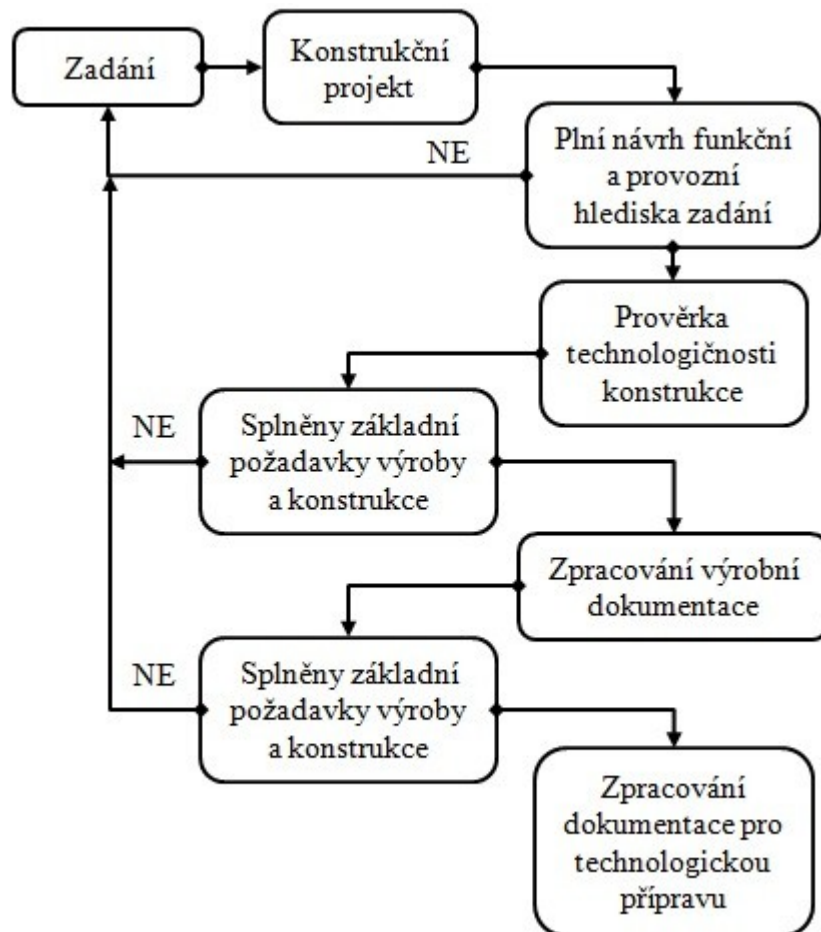 Zadání
Konstrukční
projekt
NE
Plní návrh funkční
a provozní
hlediska zadání
Prověrka
technologičnosti
konstrukce
NE
Splněny základní
požadavky výroby
a konstrukce
Zpracování výrobní
dokumentace
NE
Splněny základní
požadavky výroby
a konstrukce
Zpracování
dokumentace pro
technologickou
přípravu